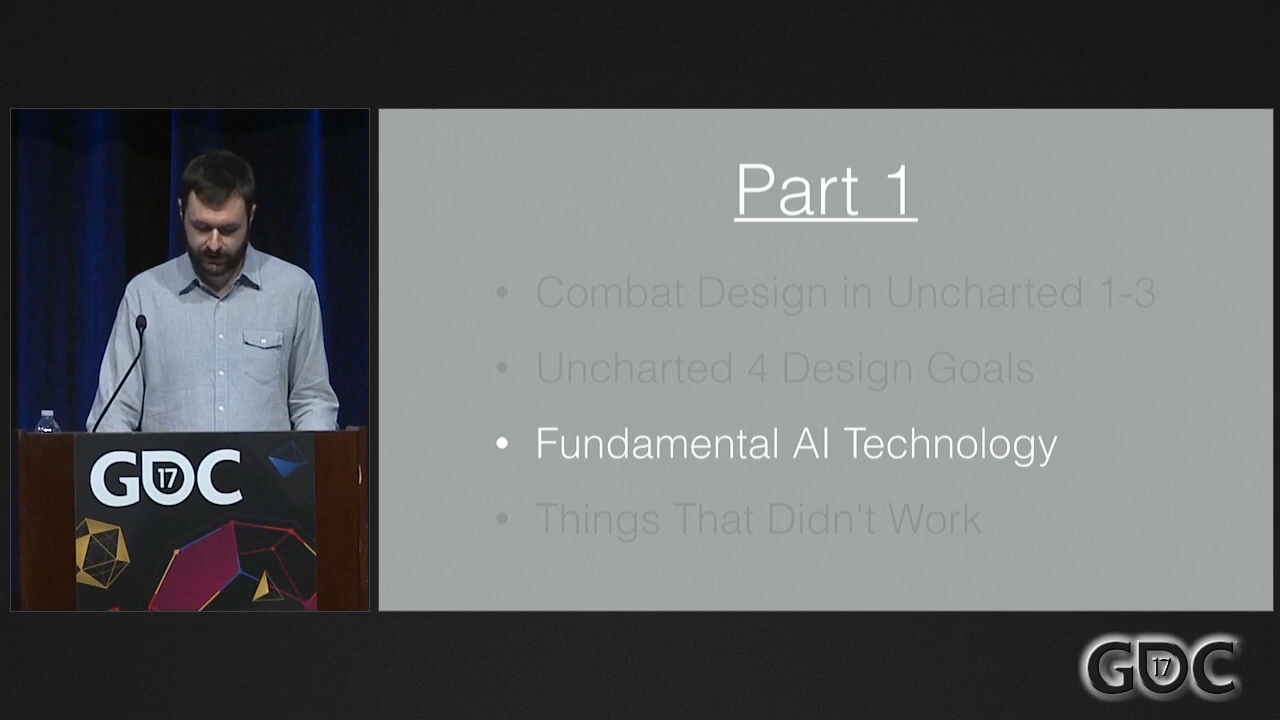 Part 1
• Combat Design in Uncharted 1-3
• Uncharted 4 Design Goals
• Fundamental AI Technology
• Things That Didn't Work
GDC 17
GDC 17